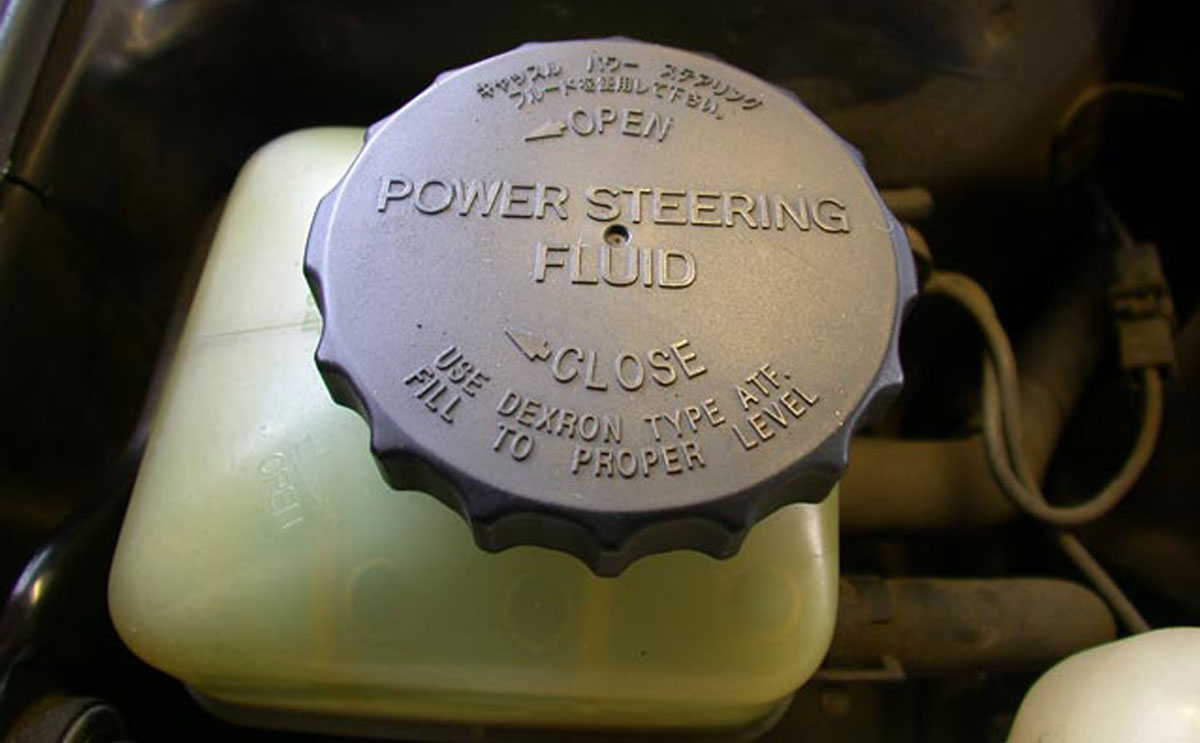 キャッスル パワー ステアリング
フルードを使用して下さい。
OPEN
POWER STEERING
FLUID
CLOSE
USE DEXRON TYPE ATF.
FILL TO PROPER LEVEL